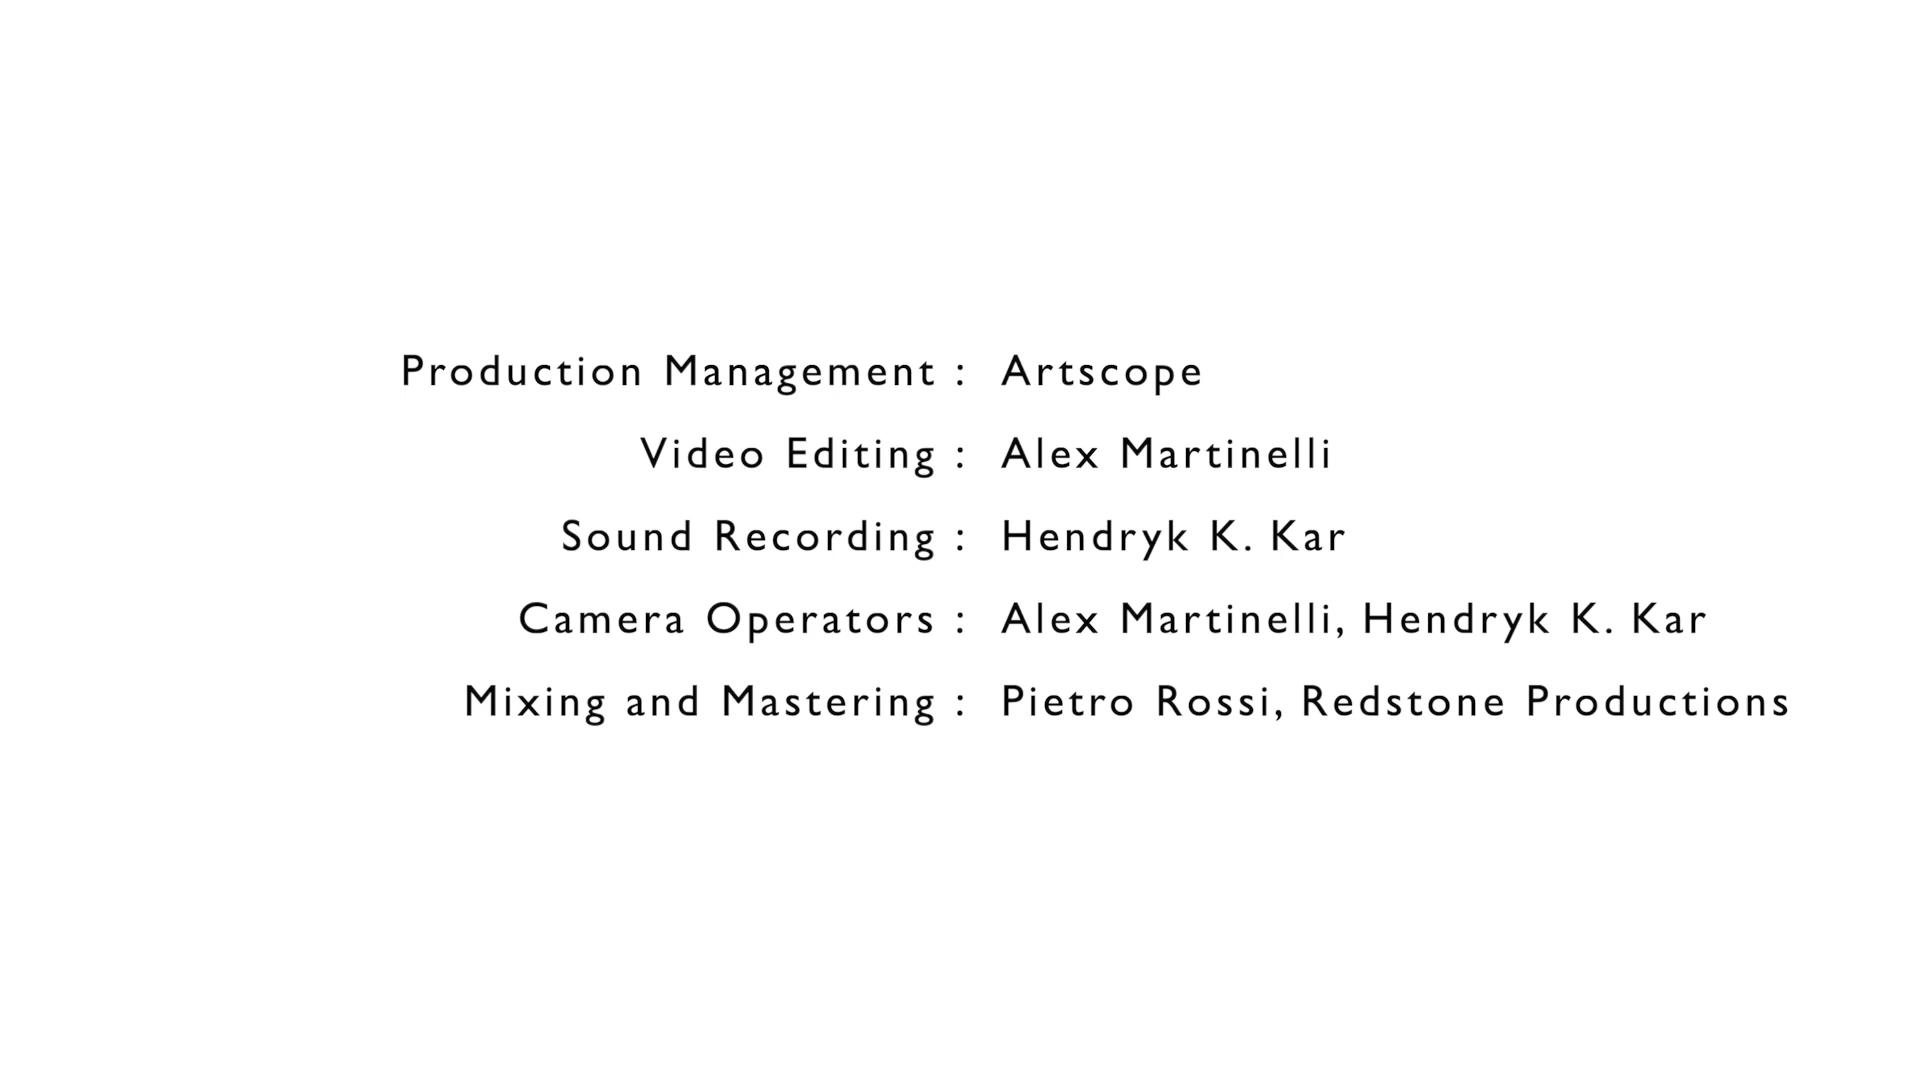 Production Management : Artscope
Video Editing : Alex Martinelli
Sound Recording : Hendryk K. Kar
Camera Operators : Alex Martinelli, Hendryk K. Kar
Mixing and Mastering : Pietro Rossi, Redstone Productions